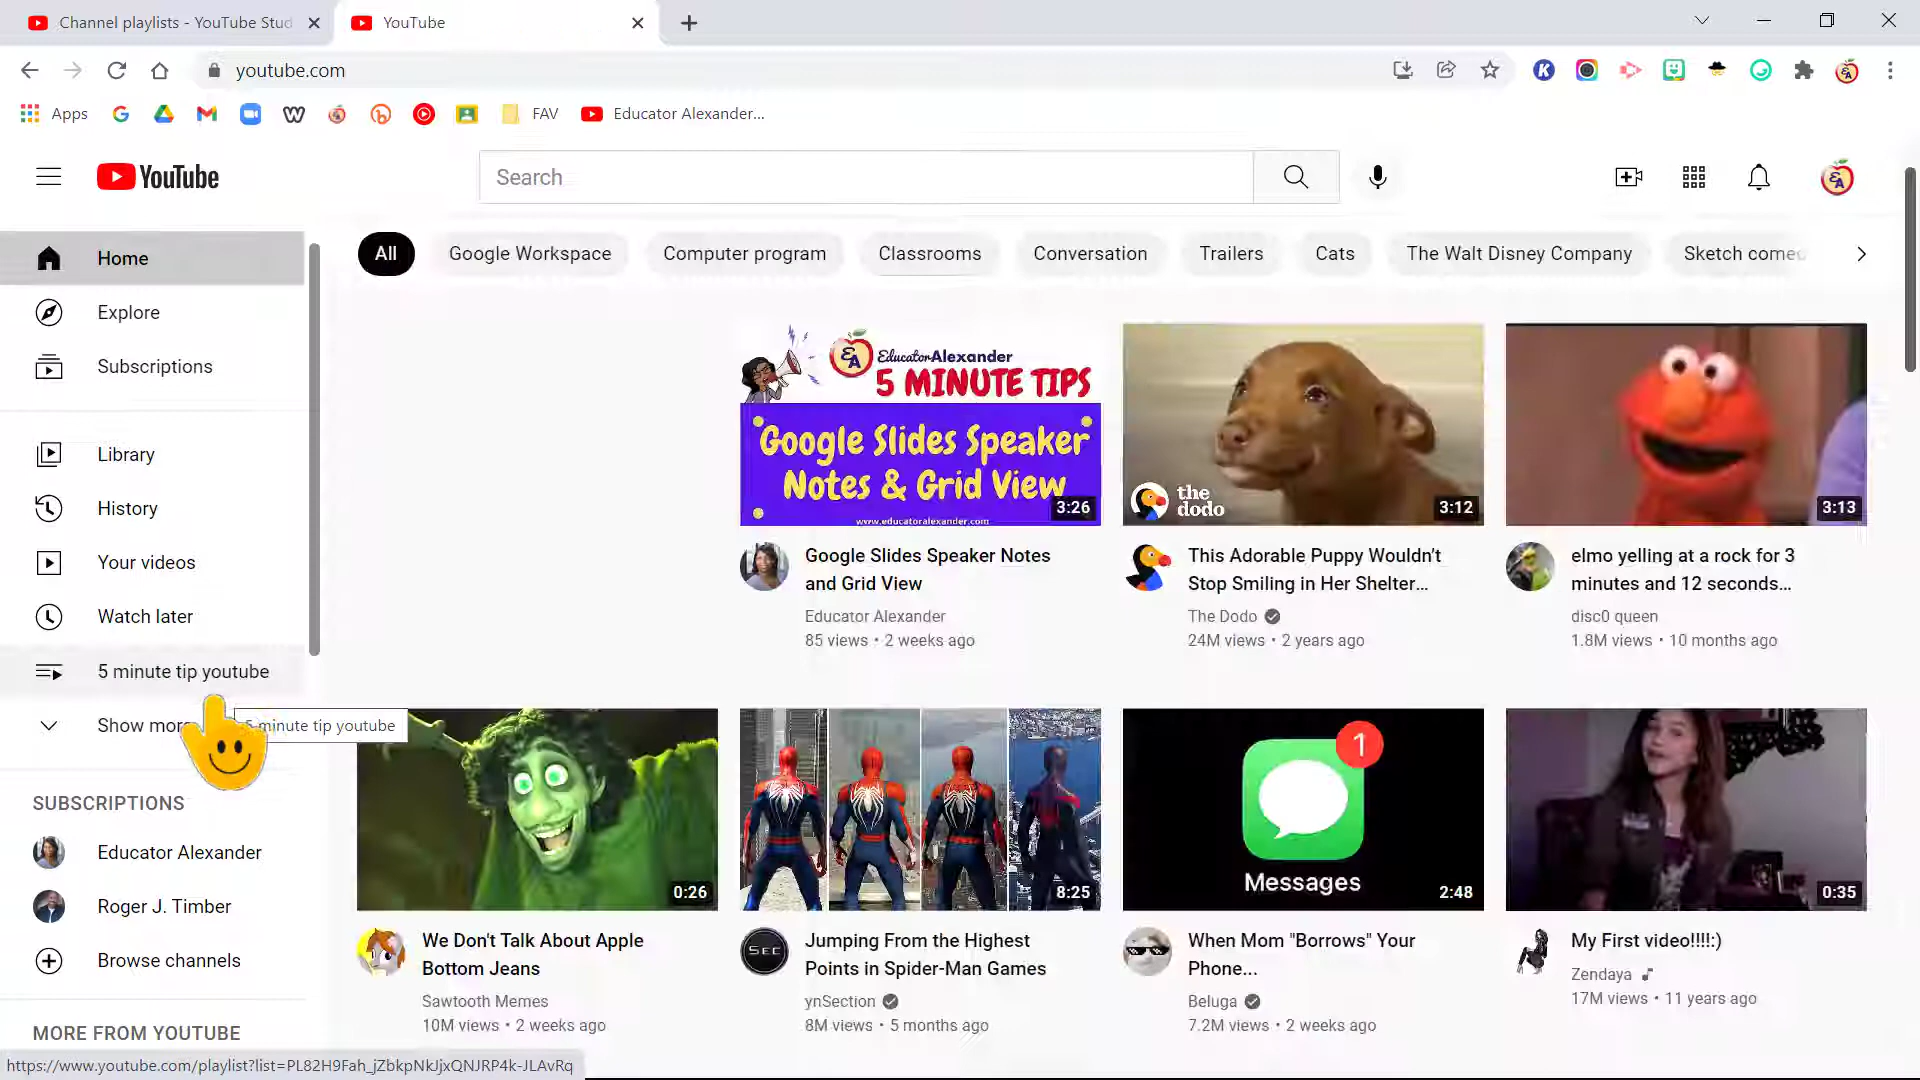 Channel playlists - YouTube Stud
YouTube
youtube.com
Apps
FAV
Educator Alexander...
YouTube
Search
Home
Explore
Subscriptions
Library
History
Your videos
Watch later
5 minute tip youtube
Show more
5 minute tip youtube
SUBSCRIPTIONS
Educator Alexander
Roger J. Timber
Browse channels
MORE FROM YOUTUBE
All
Google Workspace
Computer program
Classrooms
Conversation
Trailers
Cats
The Walt Disney Company
Sketch comed
EA
EducatorAlexander
5 MINUTE TIPS
Google Slides Speaker
Notes & Grid View
www.educatoralexander.com
3:26
Google Slides Speaker Notes
and Grid View
Educator Alexander
85 views • 2 weeks ago
the
dodo
3:12
This Adorable Puppy Wouldn't
Stop Smiling in Her Shelter...
The Dodo
24M views • 2 years ago
3:13
elmo yelling at a rock for 3
minutes and 12 seconds...
disc0 queen
1.8M views • 10 months ago
0:26
We Don't Talk About Apple
Bottom Jeans
Sawtooth Memes
10M views • 2 weeks ago
8:25
SEC
Jumping From the Highest
Points in Spider-Man Games
ynSection
8M views • 5 months ago
1
Messages
2:48
When Mom "Borrows" Your
Phone...
Beluga
7.2M views • 2 weeks ago
0:35
My First video!!!!:)
Zendaya
17M views • 11 years ago
https://www.youtube.com/playlist?list=PL82H9Fah_jZbkpNkJjxQNJRP4k-JLAvRq